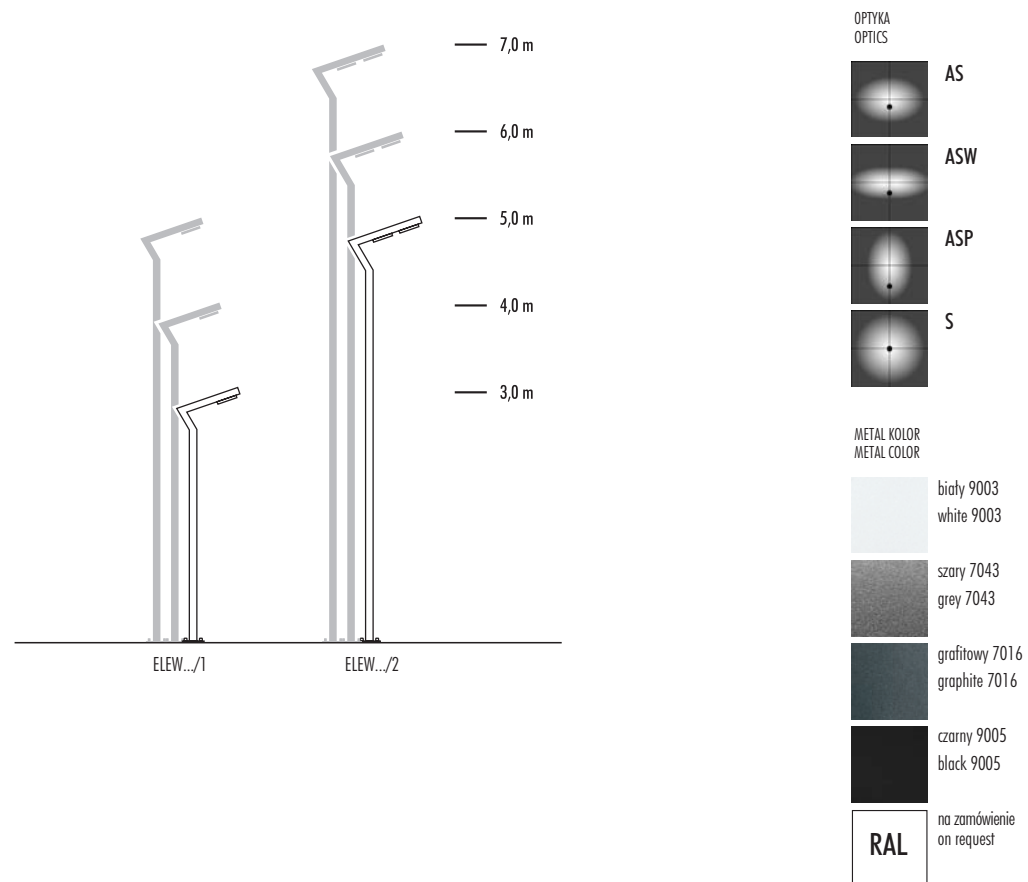 7,0 m
6,0 m
5,0 m
4,0 m
3,0 m
ELEW.../1
ELEW.../2
OPTYKA
OPTICS
AS
ASW
ASP
S
METAL KOLOR
METAL COLOR
biały 9003
white 9003
szary 7043
grey 7043
grafitowy 7016
graphite 7016
czarny 9005
black 9005
RAL
na zamówienie
on request